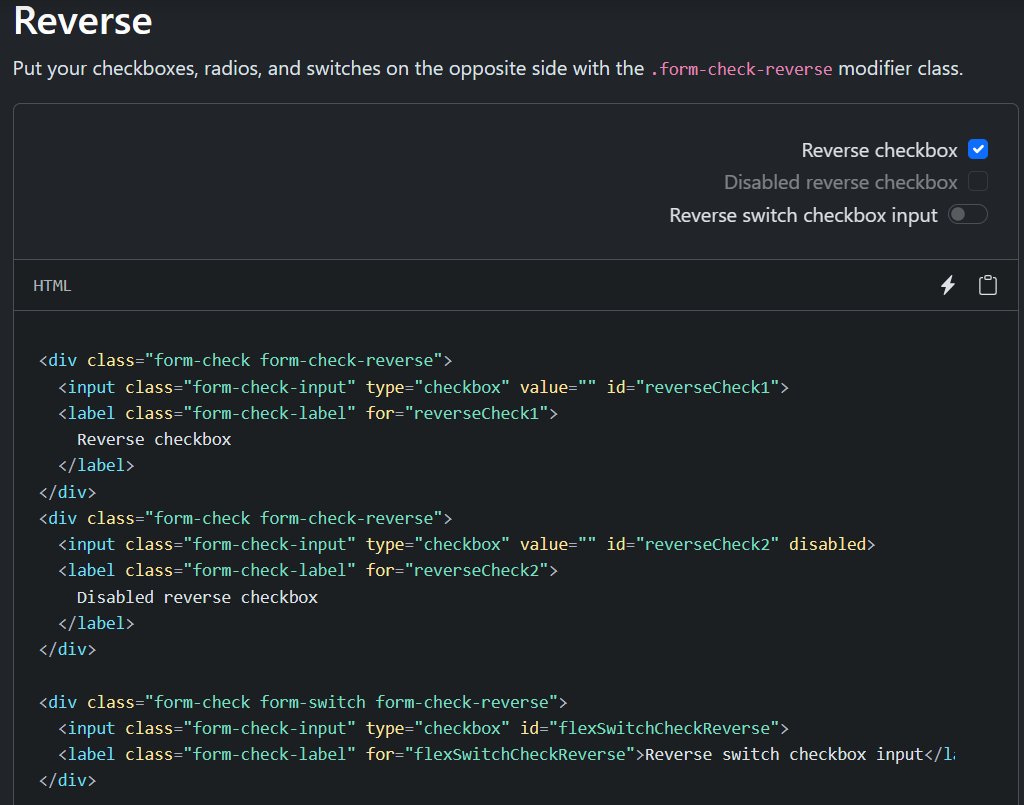 Reverse
Put your checkboxes, radios, and switches on the opposite side with the .form-check-reverse modifier class.
Reverse checkbox
Disabled reverse checkbox
Reverse switch checkbox input
HTML
<div class="form-check form-check-reverse">
  <input class="form-check-input" type="checkbox" value="" id="reverseCheck1">
  <label class="form-check-label" for="reverseCheck1">
    Reverse checkbox
  </label>
</div>
<div class="form-check form-check-reverse">
  <input class="form-check-input" type="checkbox" value="" id="reverseCheck2" disabled>
  <label class="form-check-label" for="reverseCheck2">
    Disabled reverse checkbox
  </label>
</div>

<div class="form-check form-switch form-check-reverse">
  <input class="form-check-input" type="checkbox" id="flexSwitchCheckReverse">
  <label class="form-check-label" for="flexSwitchCheckReverse">Reverse switch checkbox input</la
</div>